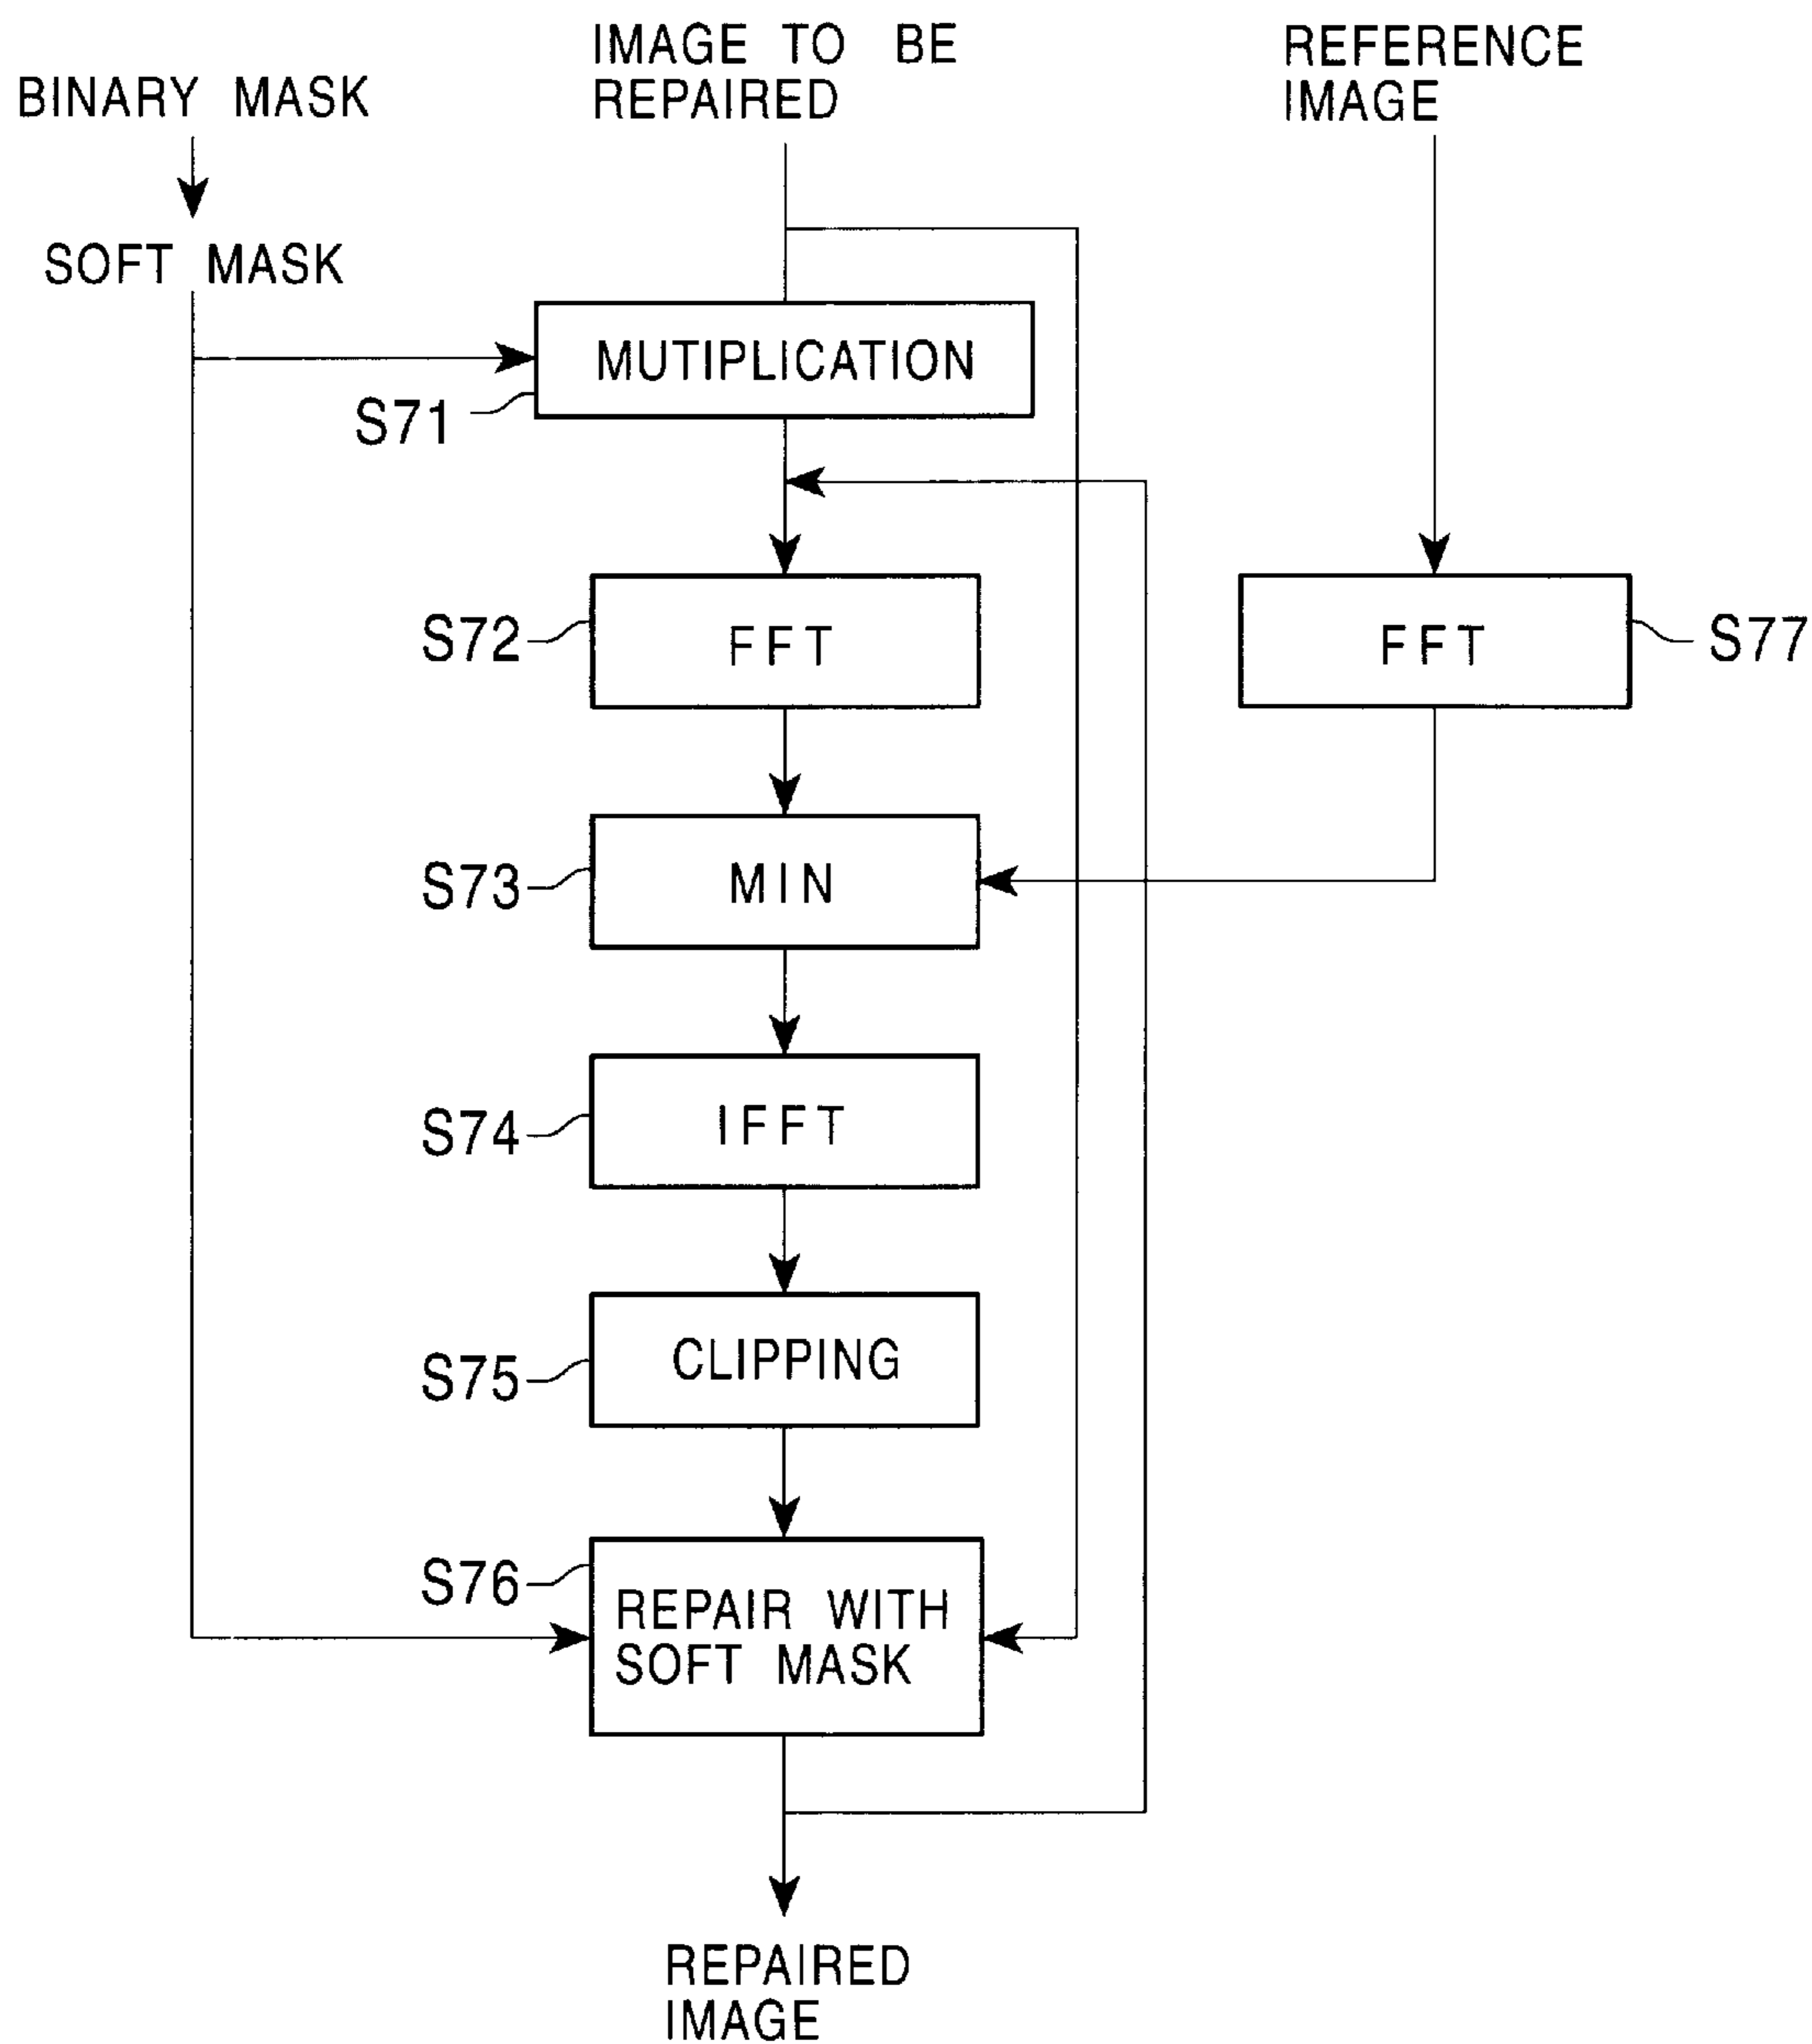 IMAGE TO BE
REPAIRED
REFERENCE
IMAGE
BINARY MASK
SOFT MASK
MUTIPLICATION
S71
S72
FFT
FFT
S77
S73
MIN
S74
IFFT
S75
CLIPPING
S76
REPAIR WITH
SOFT MASK
REPAIRED
IMAGE